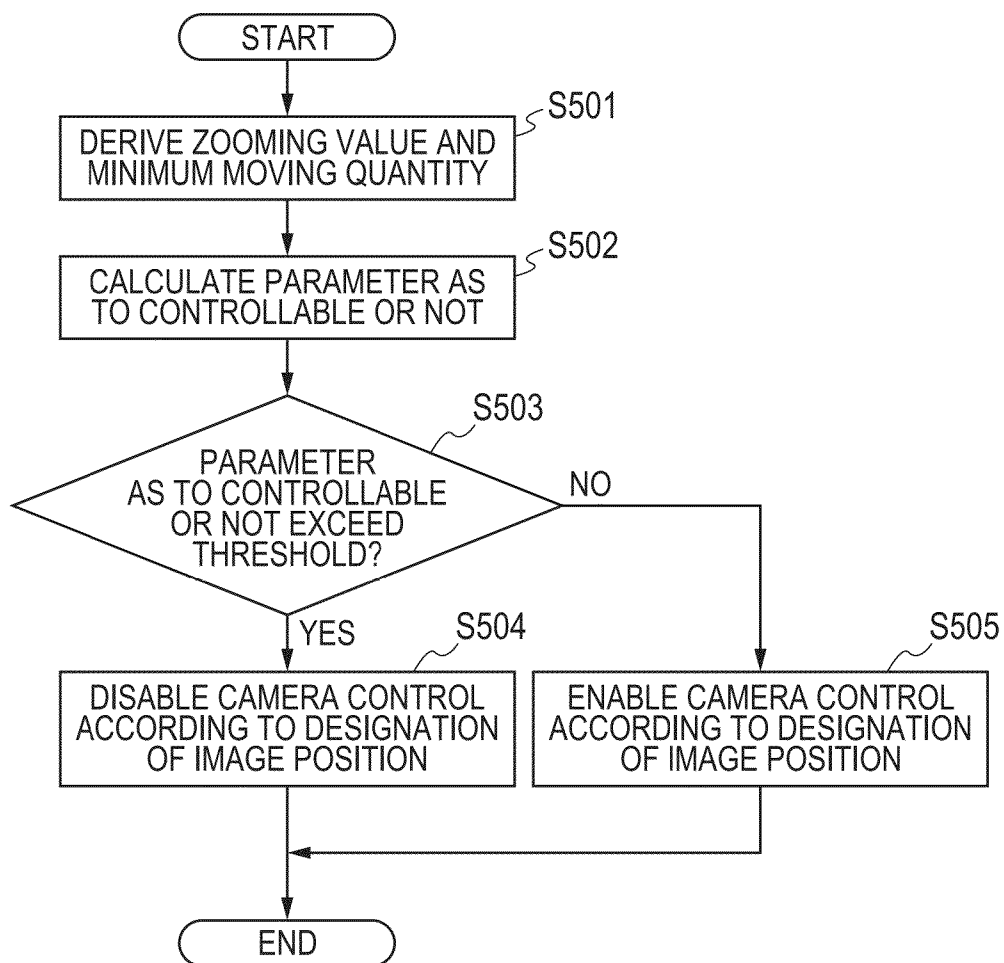 START
S501
DERIVE ZOOMING VALUE AND
MINIMUM MOVING QUANTITY
S502
CALCULATE PARAMETER AS
TO CONTROLLABLE OR NOT
S503
PARAMETER
AS TO CONTROLLABLE
OR NOT EXCEED
THRESHOLD?
NO
YES
S504
DISABLE CAMERA CONTROL
ACCORDING TO DESIGNATION
OF IMAGE POSITION
S505
ENABLE CAMERA CONTROL
ACCORDING TO DESIGNATION
OF IMAGE POSITION
END